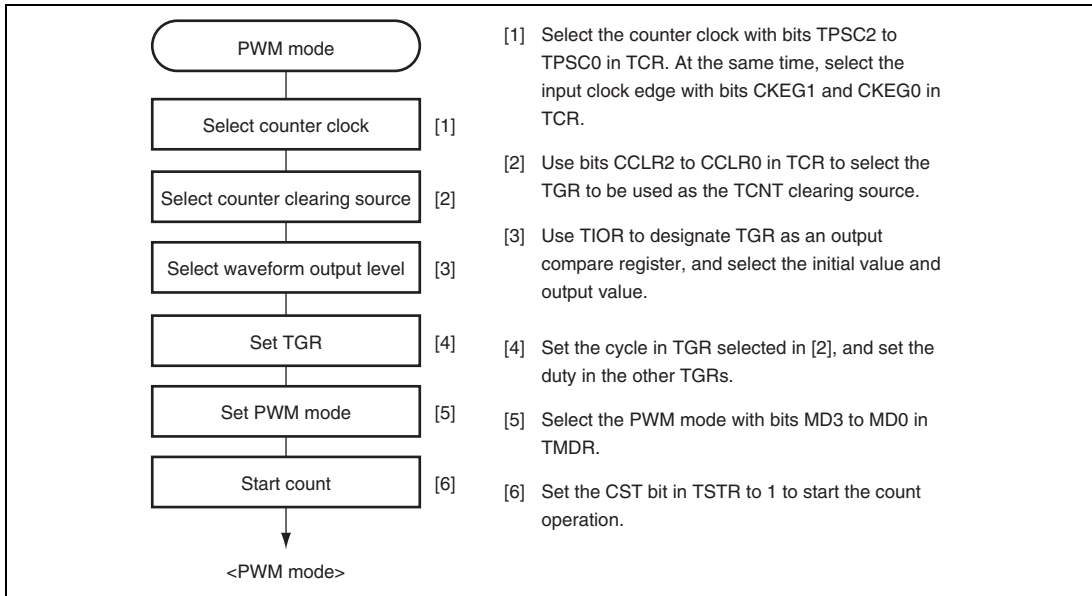 PWM mode
Select counter clock [1]
Select counter clearing source [2]
Select waveform output level [3]
Set TGR [4]
Set PWM mode [5]
Start count [6]
<PWM mode>
[1] Select the counter clock with bits TPSC2 to
TPSC0 in TCR. At the same time, select the
input clock edge with bits CKEG1 and CKEG0 in
TCR.
[2] Use bits CCLR2 to CCLR0 in TCR to select the
TGR to be used as the TCNT clearing source.
[3] Use TIOR to designate TGR as an output
compare register, and select the initial value and
output value.
[4] Set the cycle in TGR selected in [2], and set the
duty in the other TGRs.
[5] Select the PWM mode with bits MD3 to MD0 in
TMDR.
[6] Set the CST bit in TSTR to 1 to start the count
operation.